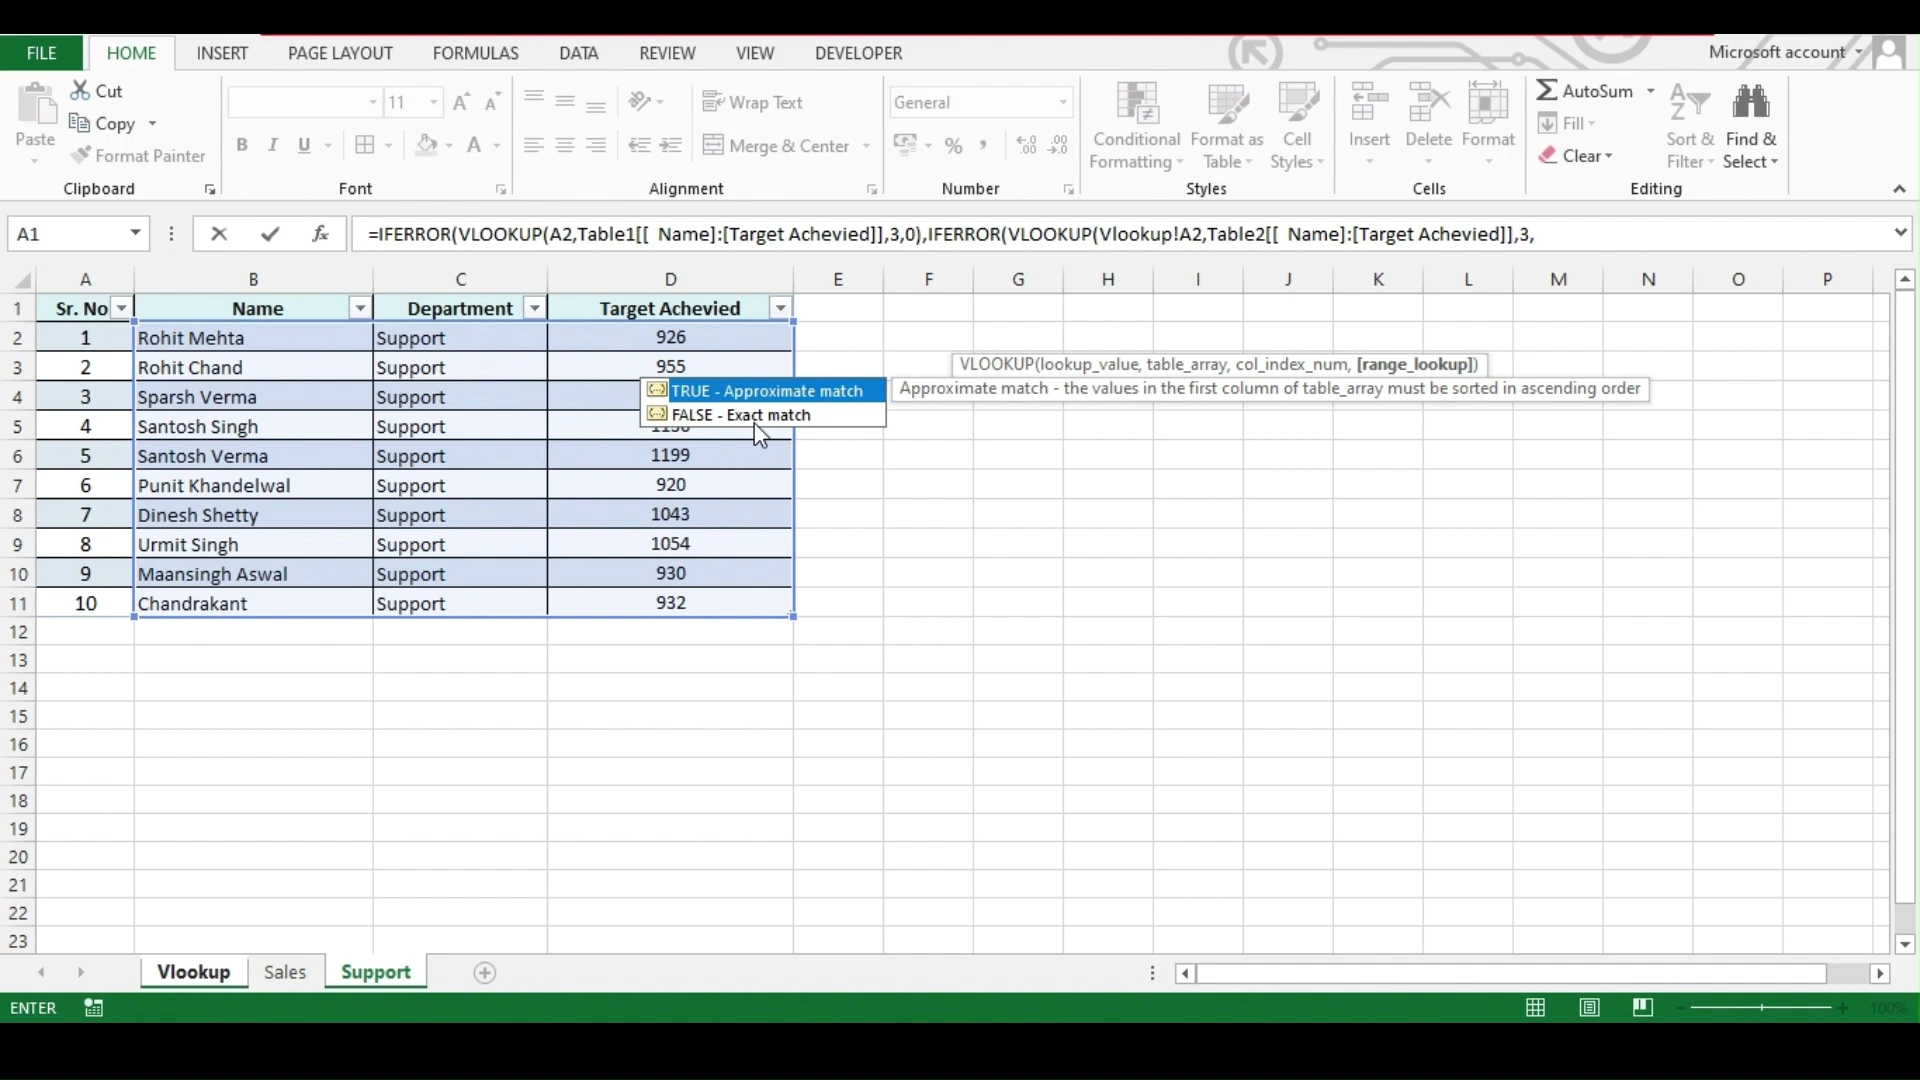 FILE HOME INSERT PAGE LAYOUT FORMULAS DATA REVIEW VIEW DEVELOPER Microsoft account
Paste
Cut
Copy
Format Painter
Clipboard
11
A A
B I U A
Font
Wrap Text
Merge & Center
Alignment
General
% , .0 .00 .00 .0
Number
Conditional Formatting
Format as Table
Cell Styles
Styles
Insert
Delete
Format
Cells
AutoSum
Fill
Clear
Sort & Filter
Find & Select
Editing
A1 fx =IFERROR(VLOOKUP(A2,Table1[[ Name]:[Target Achevied]],3,0),IFERROR(VLOOKUP(Vlookup!A2,Table2[[ Name]:[Target Achevied]],3,
A B C D E F G H I J K L M N O P
1 Sr. No Name Department Target Achevied
2 1 Rohit Mehta Support 926
3 2 Rohit Chand Support 955
VLOOKUP(lookup_value, table_array, col_index_num, [range_lookup])
4 3 Sparsh Verma Support
TRUE - Approximate match
Approximate match - the values in the first column of table_array must be sorted in ascending order
FALSE - Exact match
5 4 Santosh Singh Support
6 5 Santosh Verma Support 1199
7 6 Punit Khandelwal Support 920
8 7 Dinesh Shetty Support 1043
9 8 Urmit Singh Support 1054
10 9 Maansingh Aswal Support 930
11 10 Chandrakant Support 932
12
13
14
15
16
17
18
19
20
21
22
23
Vlookup Sales Support
ENTER 100%